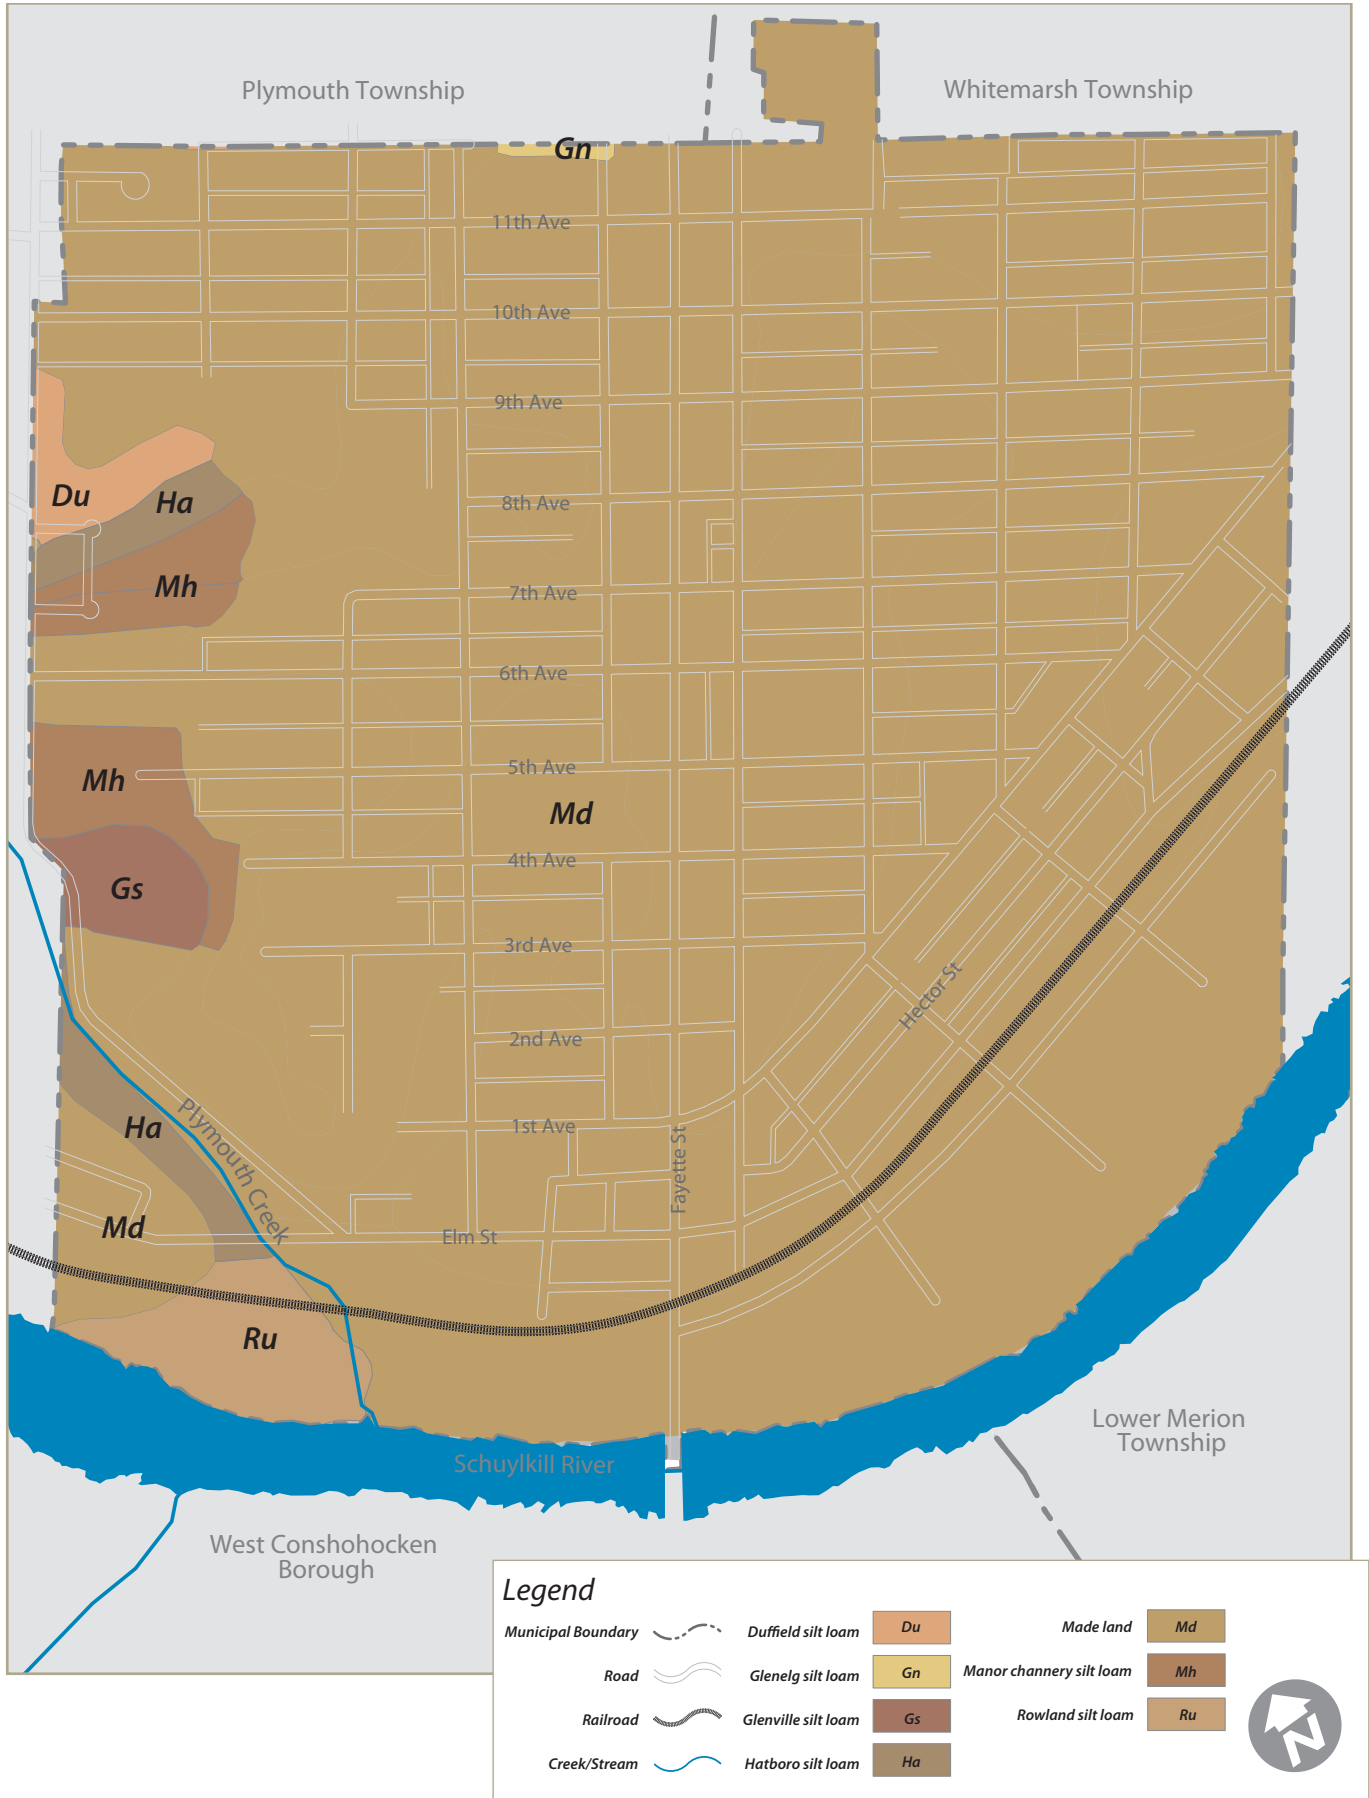 Plymouth Township
Whitemarsh Township
Gn
11th Ave
10th Ave
9th Ave
Du
Ha
8th Ave
Mh
7th Ave
6th Ave
Mh
5th Ave
Md
4th Ave
Gs
3rd Ave
Hector St
2nd Ave
Ha
Plymouth Creek
1st Ave
Fayette St
Md
Elm St
Ru
Schuylkill River
Lower Merion
Township
West Conshohocken
Borough
Legend
Municipal Boundary
Road
Railroad
Creek/Stream
Duffield silt loam Du
Glenelg silt loam Gn
Glenville silt loam Gs
Hatboro silt loam Ha
Made land Md
Manor channery silt loam Mh
Rowland silt loam Ru
N